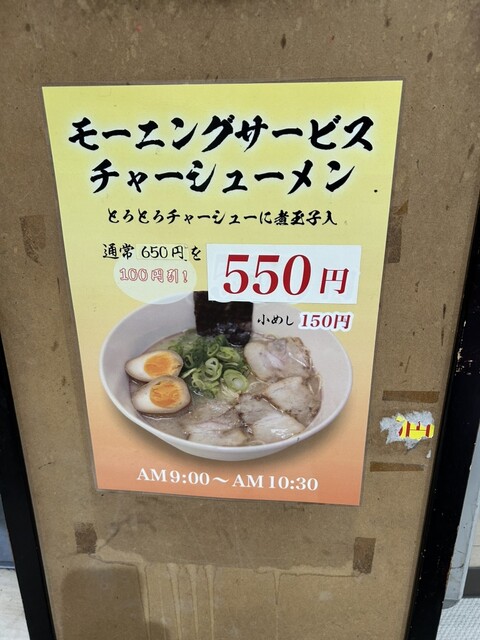 モーニングサービス
チャーシューメン
とろとろチャーシューに煮玉子入
通常 650円を
100円引！
550円
小めし 150円
AM9:00～AM10:30